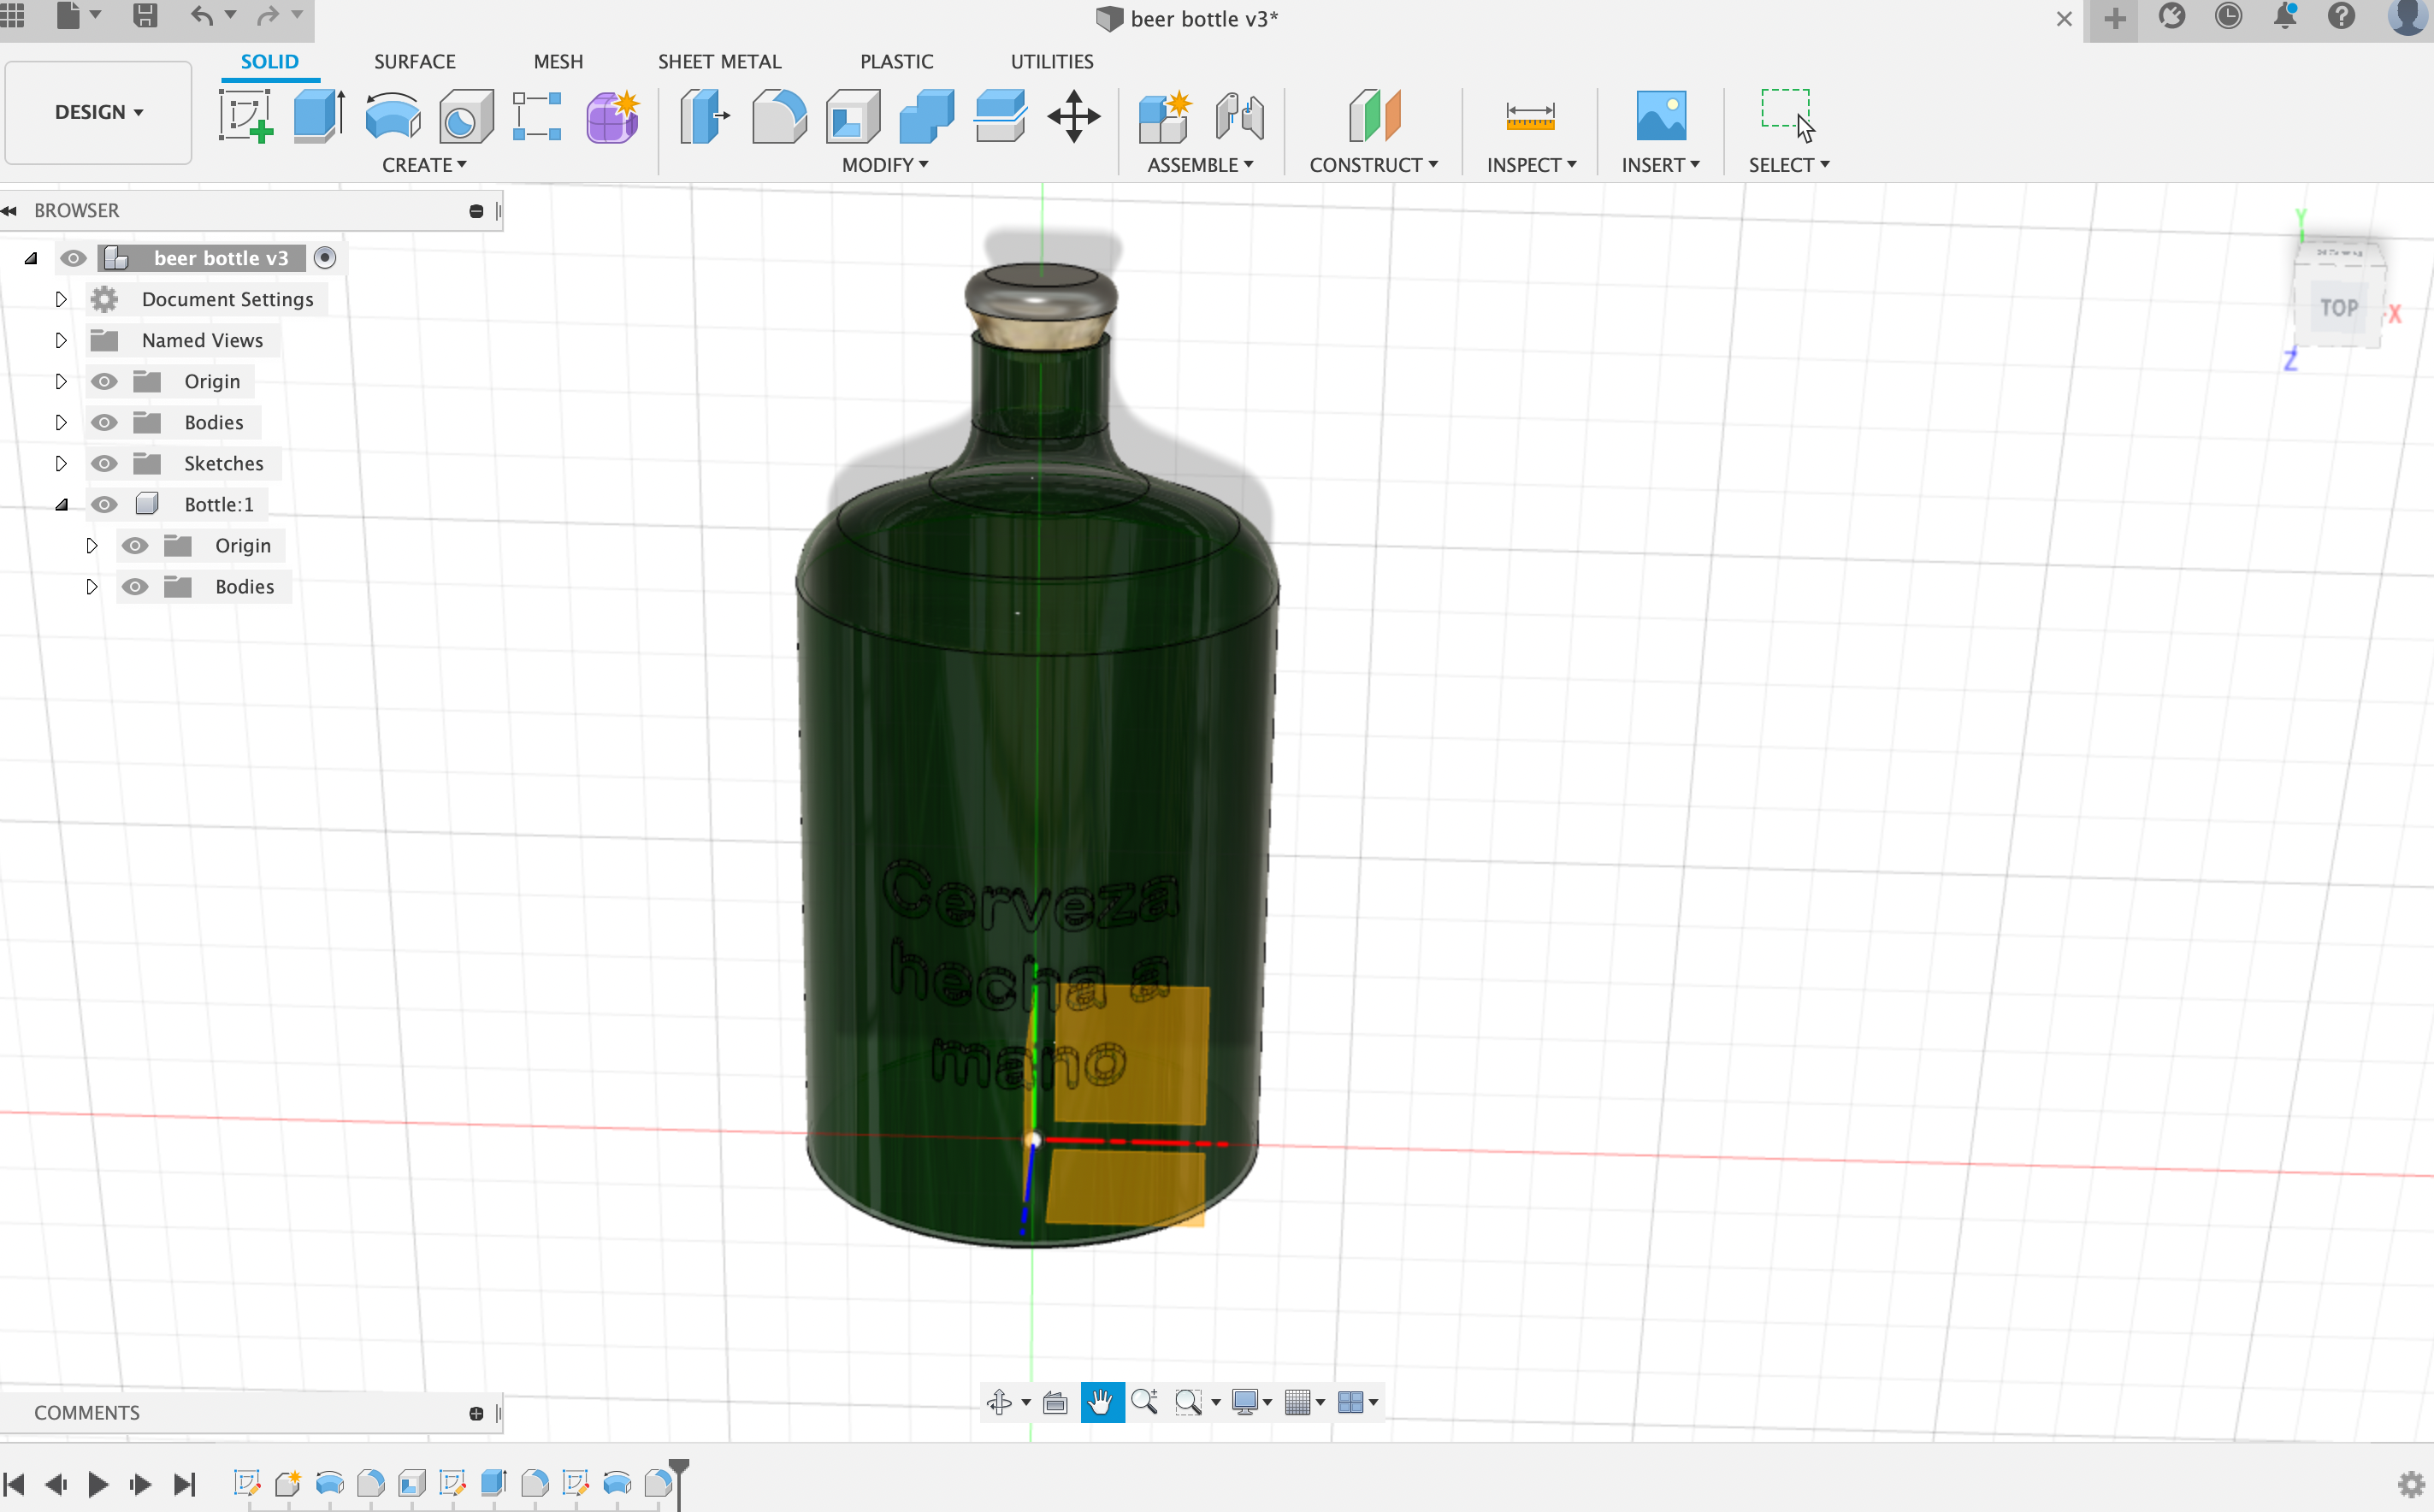 beer bottle v3*
SOLID SURFACE MESH SHEET METAL PLASTIC UTILITIES
DESIGN
CREATE MODIFY ASSEMBLE CONSTRUCT INSPECT INSERT SELECT
BROWSER
beer bottle v3
Document Settings
Named Views
Origin
Bodies
Sketches
Bottle:1
Origin
Bodies
Y
TOP
X
Z
Cerveza
hecha a
mano
COMMENTS